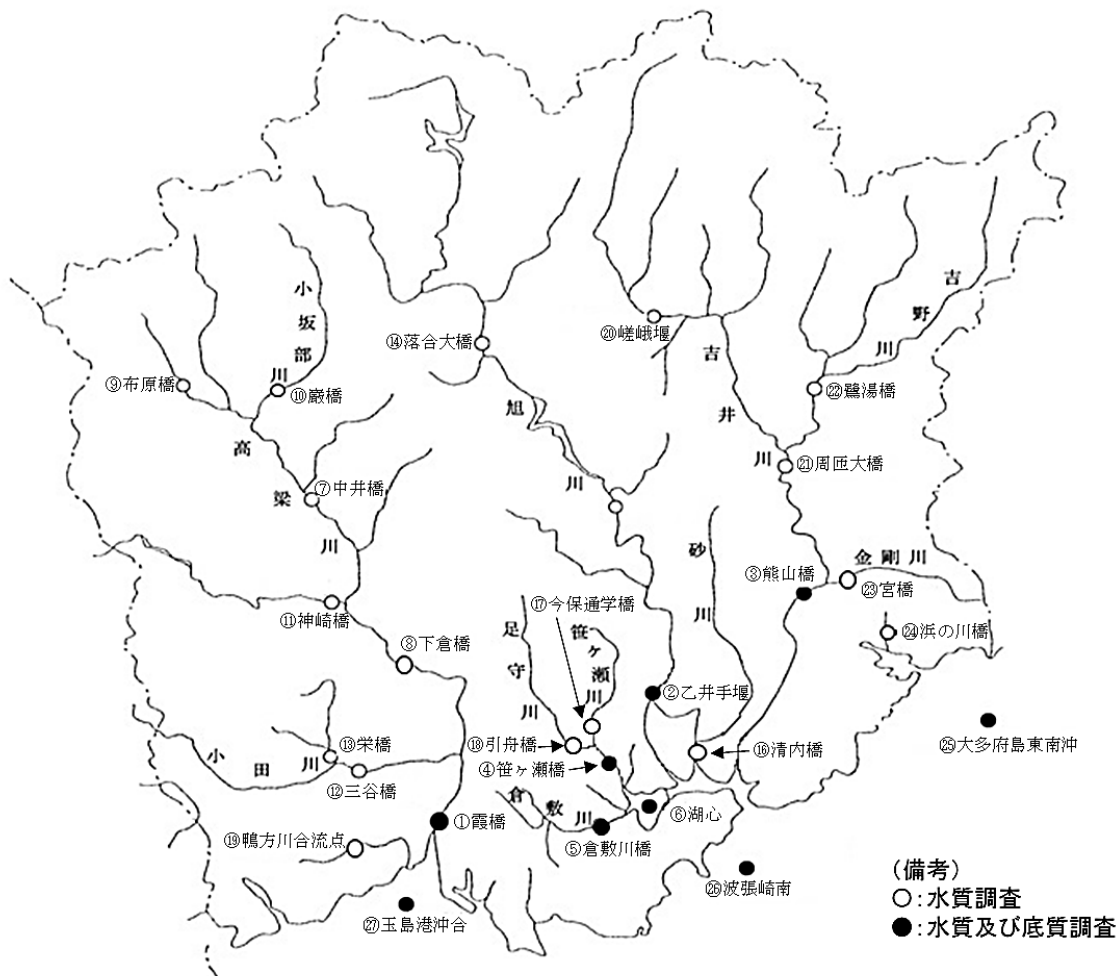 小坂部川
吉野川
⑭落合大橋
⑳嵯峨堰
⑨布原橋
⑩巌橋
吉井川
㉒鷺湯橋
旭川
高梁川
㉑周匝大橋
⑦中井橋
砂川
金剛川
③熊山橋
㉓宮橋
⑰今保通学橋
⑪神崎橋
足守川
笹ヶ瀬川
㉔浜の川橋
⑧下倉橋
②乙井手堰
㉕大多府島東南沖
⑱引舟橋
⑯清内橋
⑬栄橋
④笹ヶ瀬橋
小田川
⑫三谷橋
倉敷川
①霞橋
⑥湖心
⑤倉敷川橋
⑲鴨方川合流点
㉖波張崎南
㉗玉島港沖合
(備考)
○:水質調査
●:水質及び底質調査